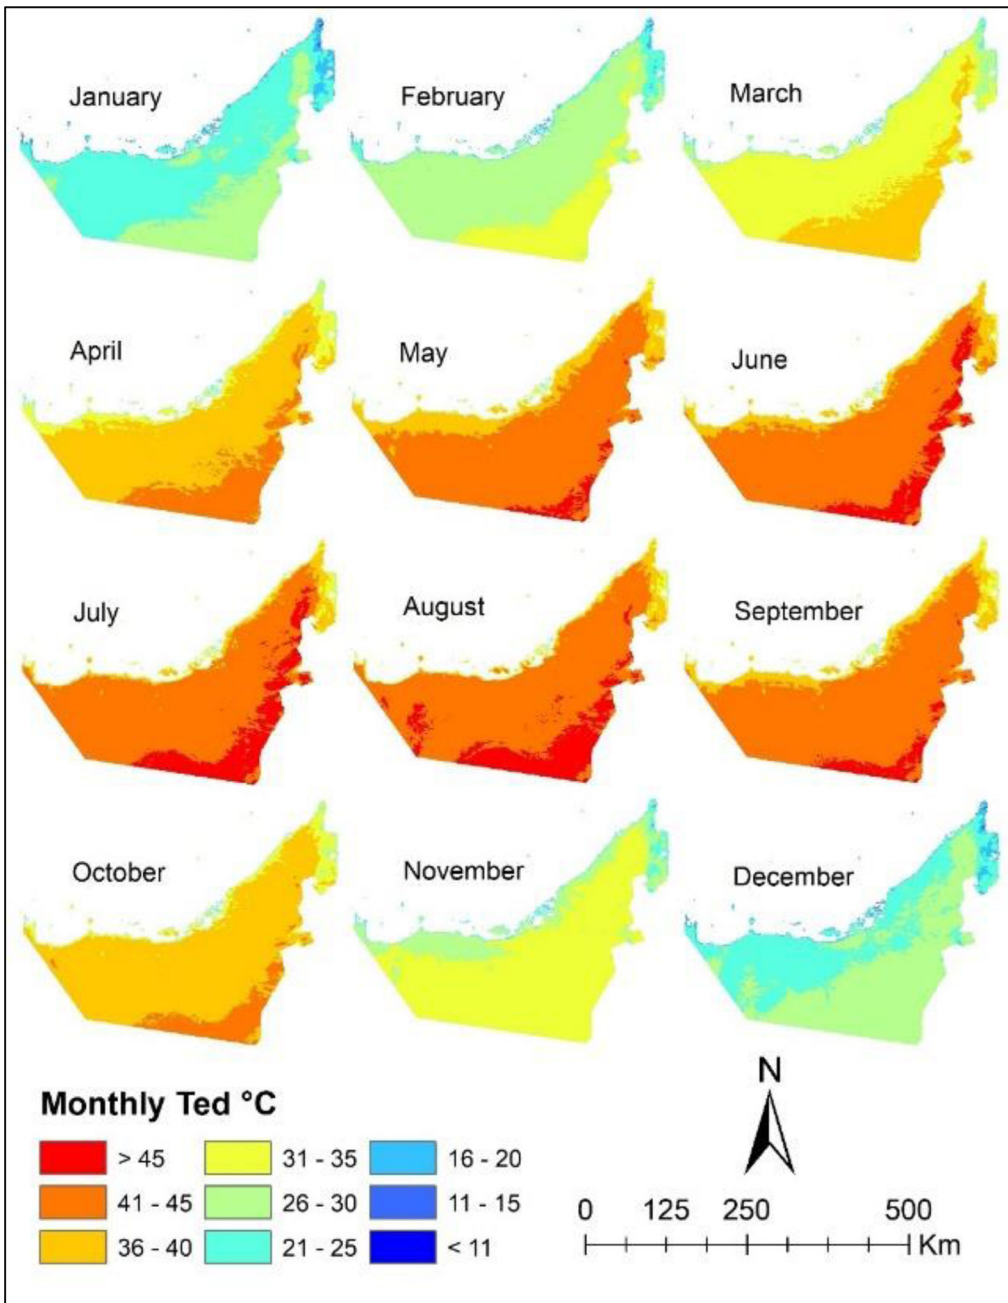 January
February
March
April
May
June
July
August
September
October
November
December
Monthly Ted °C
> 45
31 - 35
16 - 20
41 - 45
26 - 30
11 - 15
36 - 40
21 - 25
< 11
N
0 125 250 500
Km